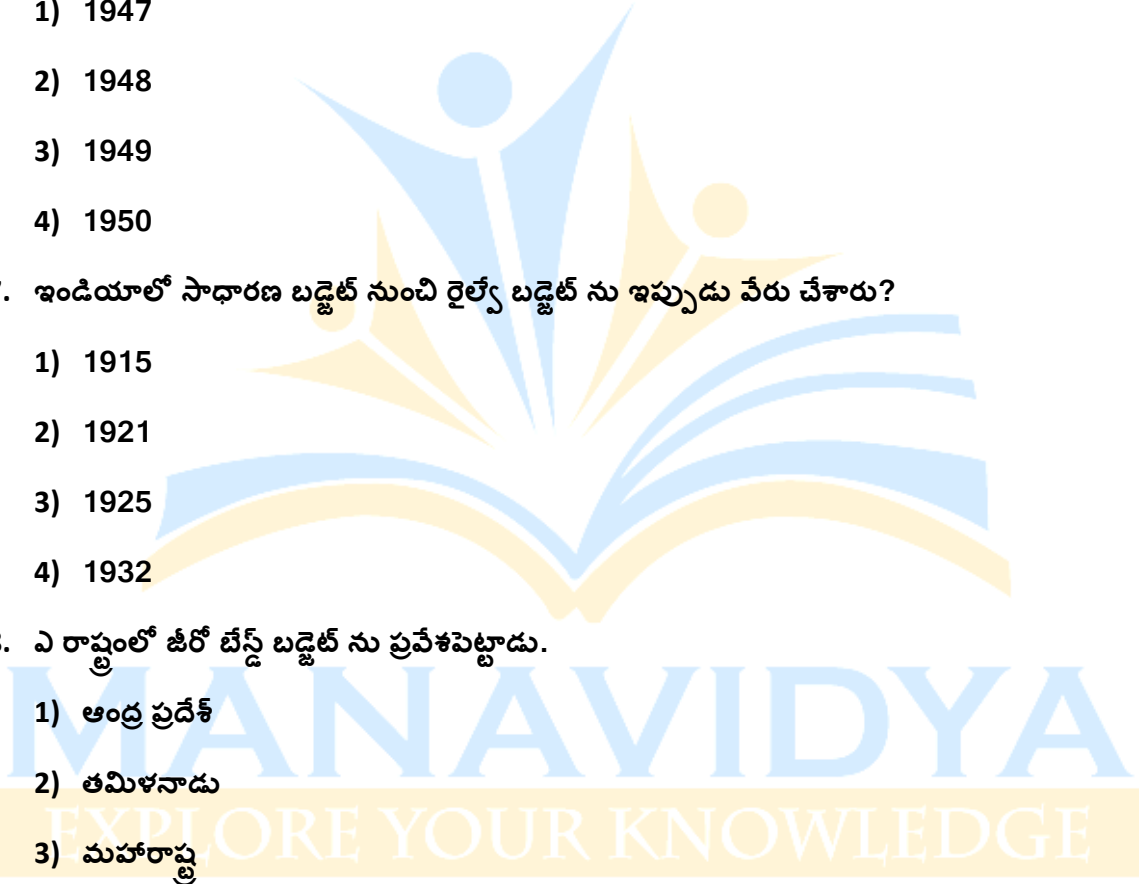 1) 1947
2) 1948
3) 1949
4) 1950
. ఇండియాలో సాధారణ బడ్జెట్ నుంచి రైల్వే బడ్జెట్ ను ఇప్పుడు వేరు చేశారు?
1) 1915
2) 1921
3) 1925
4) 1932
. ఎ రాష్ట్రంలో జీరో బేస్డ్ బడ్జెట్ ను ప్రవేశపెట్టాడు.
MANAVIDYA
1) ఆంధ్ర ప్రదేశ్
2) తమిళనాడు
EXPLORE YOUR KNOWLEDGE
3) మహారాష్ట్ర